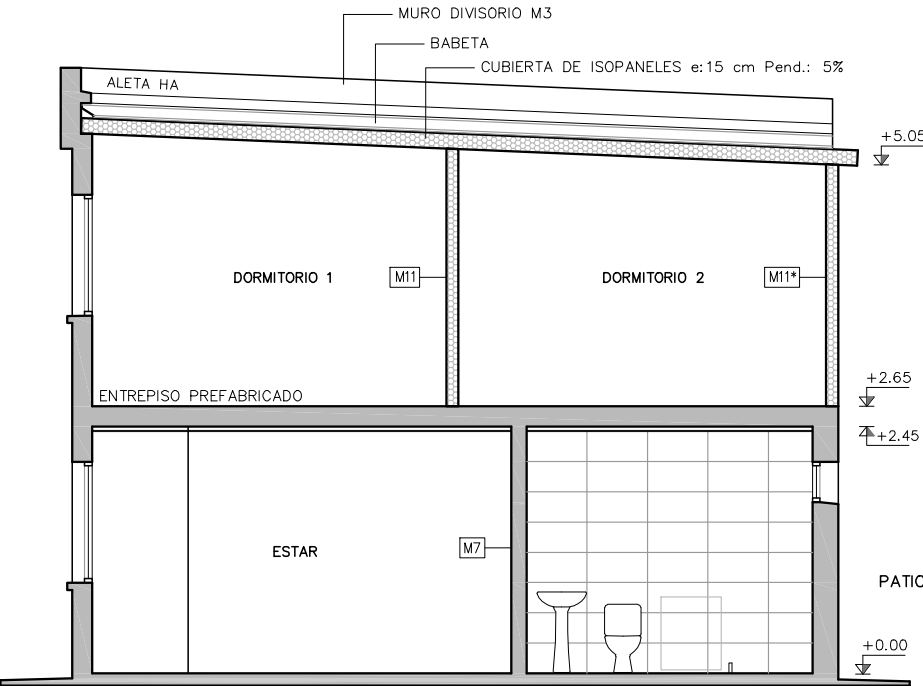 MURO DIVISORIO M3
BABETA
CUBIERTA DE ISOPANELES e:15 cm Pend.: 5%
ALETA HA
+5.05
DORMITORIO 1
M11
DORMITORIO 2
M11*
+2.65
ENTREPISO PREFABRICADO
+2.45
ESTAR
M7
PATIO
+0.00